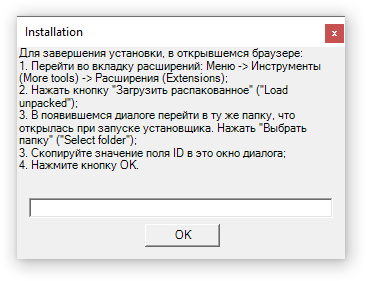 Installation
x
Для завершения установки, в открывшемся браузере:
1. Перейти во вкладку расширений: Меню -> Инструменты
(More tools) -> Расширения (Extensions);
2. Нажать кнопку "Загрузить распакованное" ("Load
unpacked");
3. В появившемся диалоге перейти в ту же папку, что
открылась при запуске установщика. Нажать "Выбрать
папку" ("Select folder");
3. Скопируйте значение поля ID в это окно диалога;
4. Нажмите кнопку OK.
OK